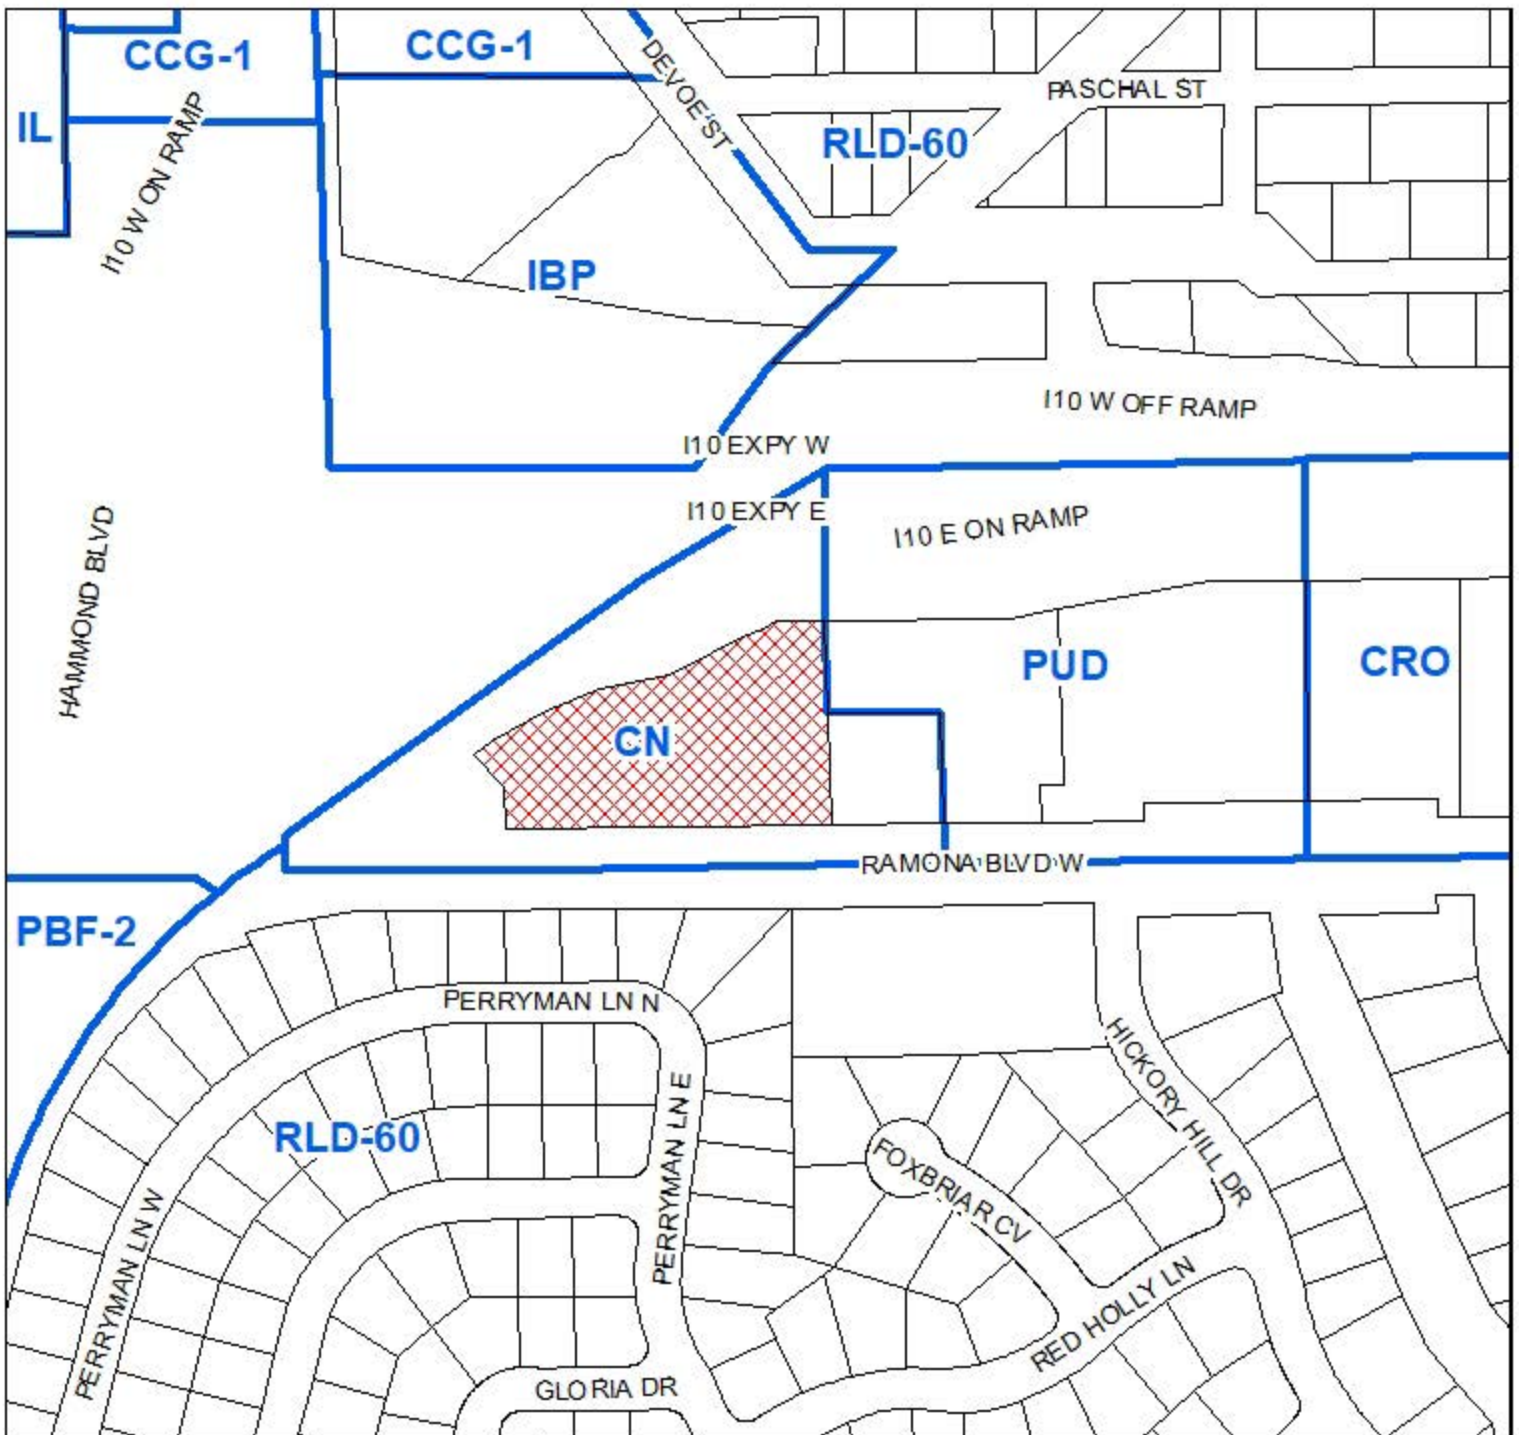 CCG-1
CCG-1
IL
I10 W ON RAMP
DEVOE ST
PASCHAL ST
RLD-60
IBP
I10 W OFF RAMP
I10 EXPY W
I10 EXPY E
I10 E ON RAMP
HAMMOND BLVD
CN
PUD
CRO
RAMONA BLVD W
PBF-2
PERRYMAN LN N
RLD-60
PERRYMAN LN E
PERRYMAN LN W
HICKORY HILL DR
FOXBRIAR CV
RED HOLLY LN
GLORIA DR